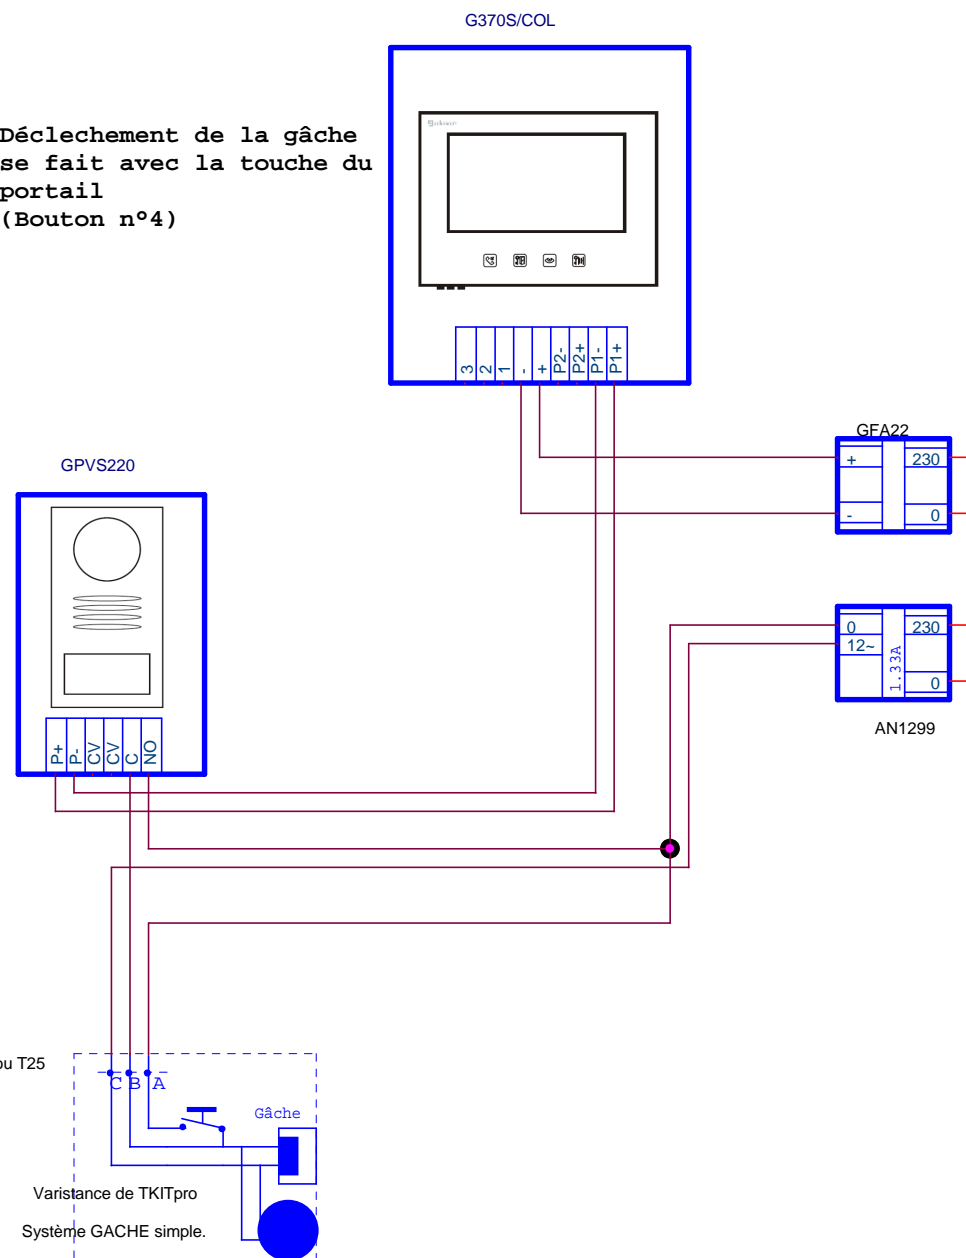 G370S/COL
Déclechement de la gâche
se fait avec la touche du
portail
(Bouton n°4)
3
2
1
-
+
P2-
P2+
P1-
P1+
GFA22
+
230
-
0
GPVS220
P+
P-
CV
CV
C
NO
0
230
12~
1.33A
0
AN1299
ou T25
C
B
A
Gâche
Varistance de TKITpro
Système GACHE simple.